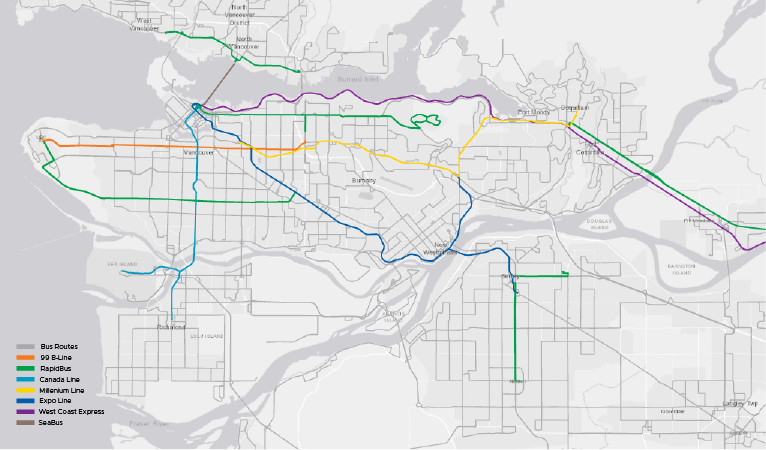 West
Vancouver
North
Vancouver
District
North
Vancouver
Burrard Inlet
Port Moody
Coquitlam
Port
Coquitlam
Vancouver
Burnaby
DOUGLAS
ISLAND
New
Westminster
SEA ISLAND
BARNSTON
ISLAND
Surrey
Richmond
LULU ISLAND
Bus Routes
99 B-Line
RapidBus
Canada Line
Millenium Line
Expo Line
West Coast Express
SeaBus
Langley Twp
Cloverdale
Fraser River